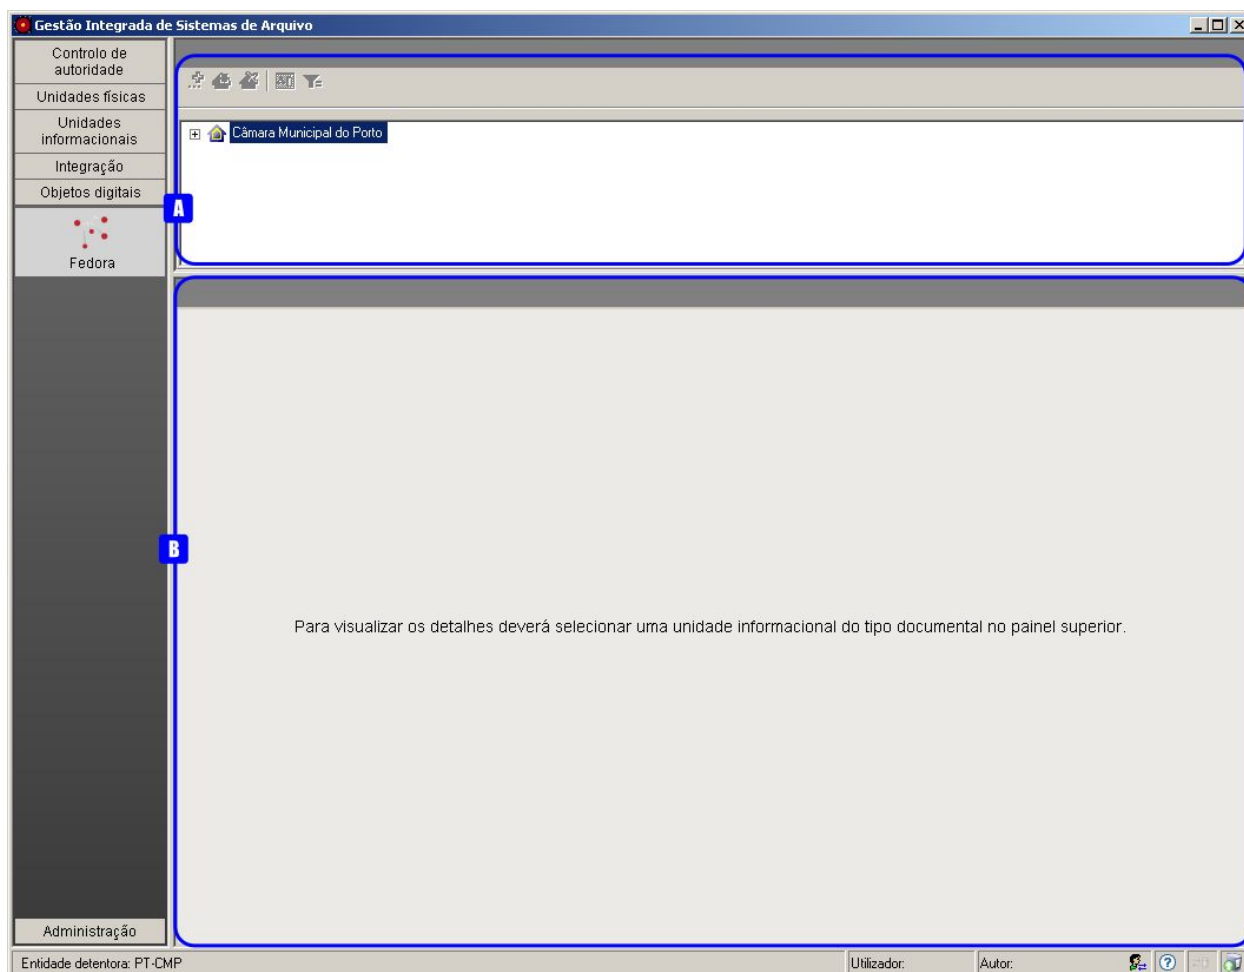 Gestão Integrada de Sistemas de Arquivo
Controlo de
autoridade
Unidades físicas
Unidades
informacionais
Integração
Objetos digitais
Fedora
A
Câmara Municipal do Porto
B
Para visualizar os detalhes deverá selecionar uma unidade informacional do tipo documental no painel superior.
Administração
Entidade detentora: PT-CMP
Utilizador:
Autor: